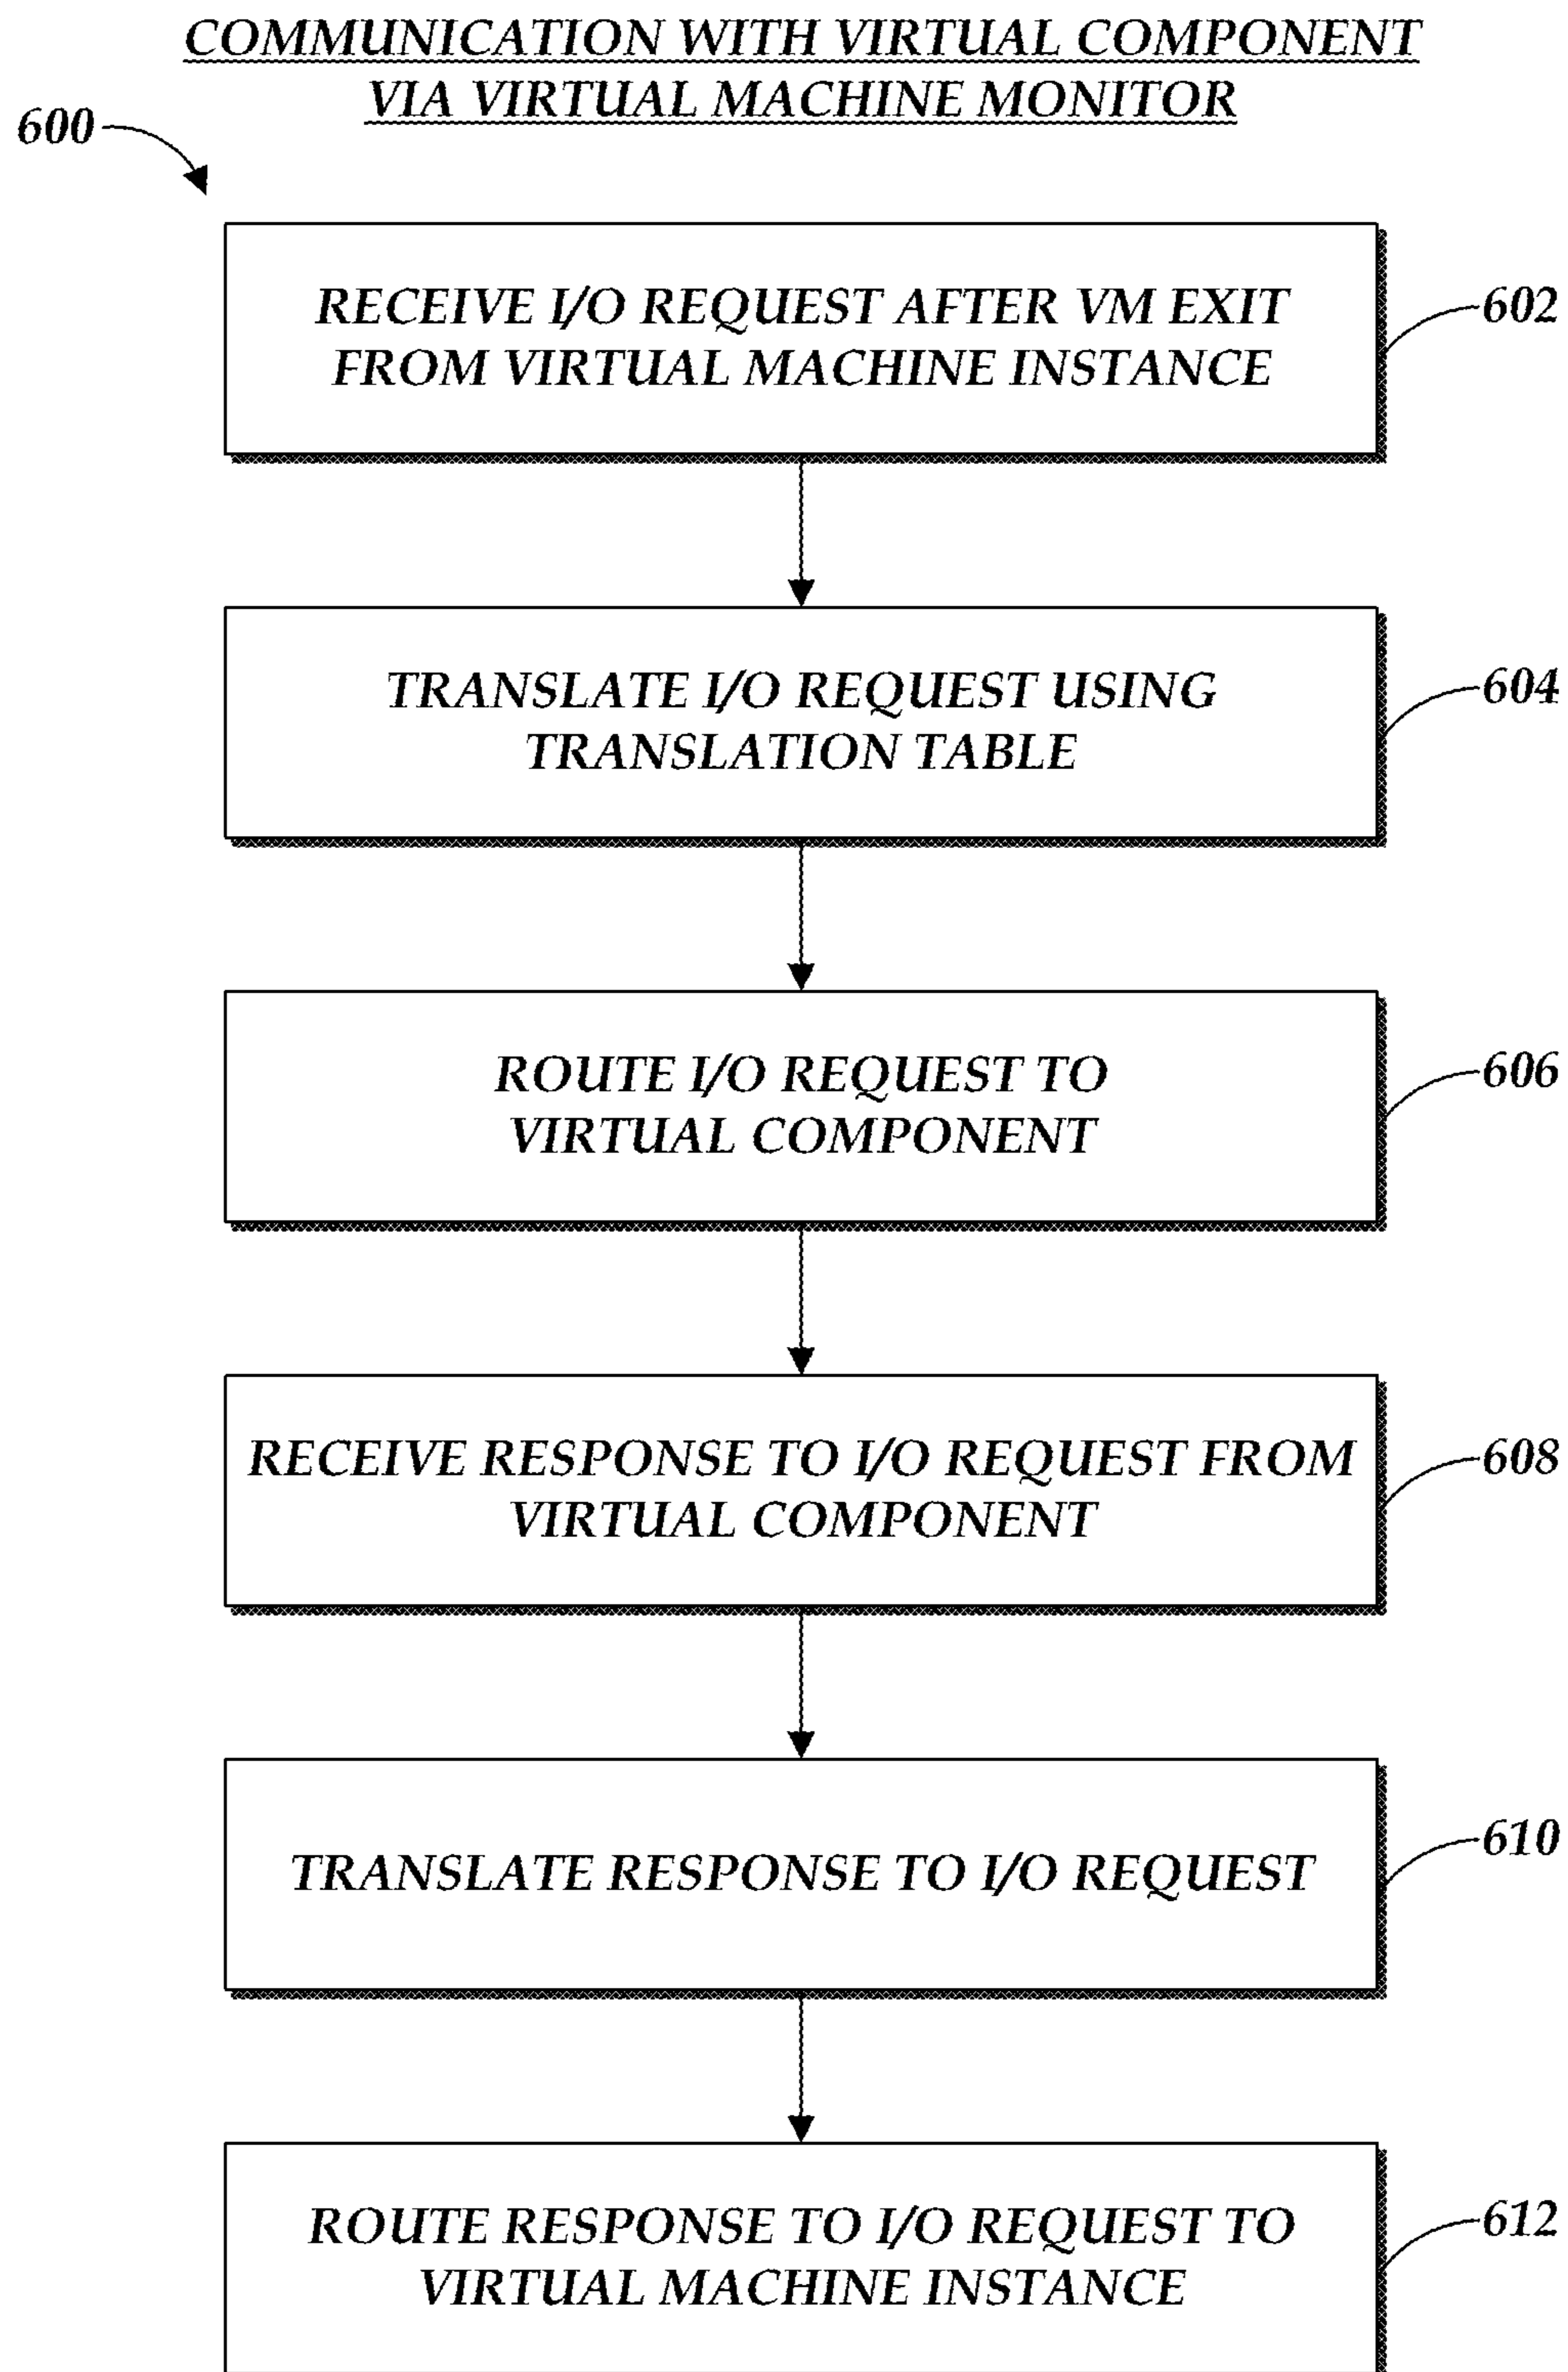 COMMUNICATION WITH VIRTUAL COMPONENT
VIA VIRTUAL MACHINE MONITOR
600
RECEIVE I/O REQUEST AFTER VM EXIT
FROM VIRTUAL MACHINE INSTANCE
602
TRANSLATE I/O REQUEST USING
TRANSLATION TABLE
604
ROUTE I/O REQUEST TO
VIRTUAL COMPONENT
606
RECEIVE RESPONSE TO I/O REQUEST FROM
VIRTUAL COMPONENT
608
TRANSLATE RESPONSE TO I/O REQUEST
610
ROUTE RESPONSE TO I/O REQUEST TO
VIRTUAL MACHINE INSTANCE
612